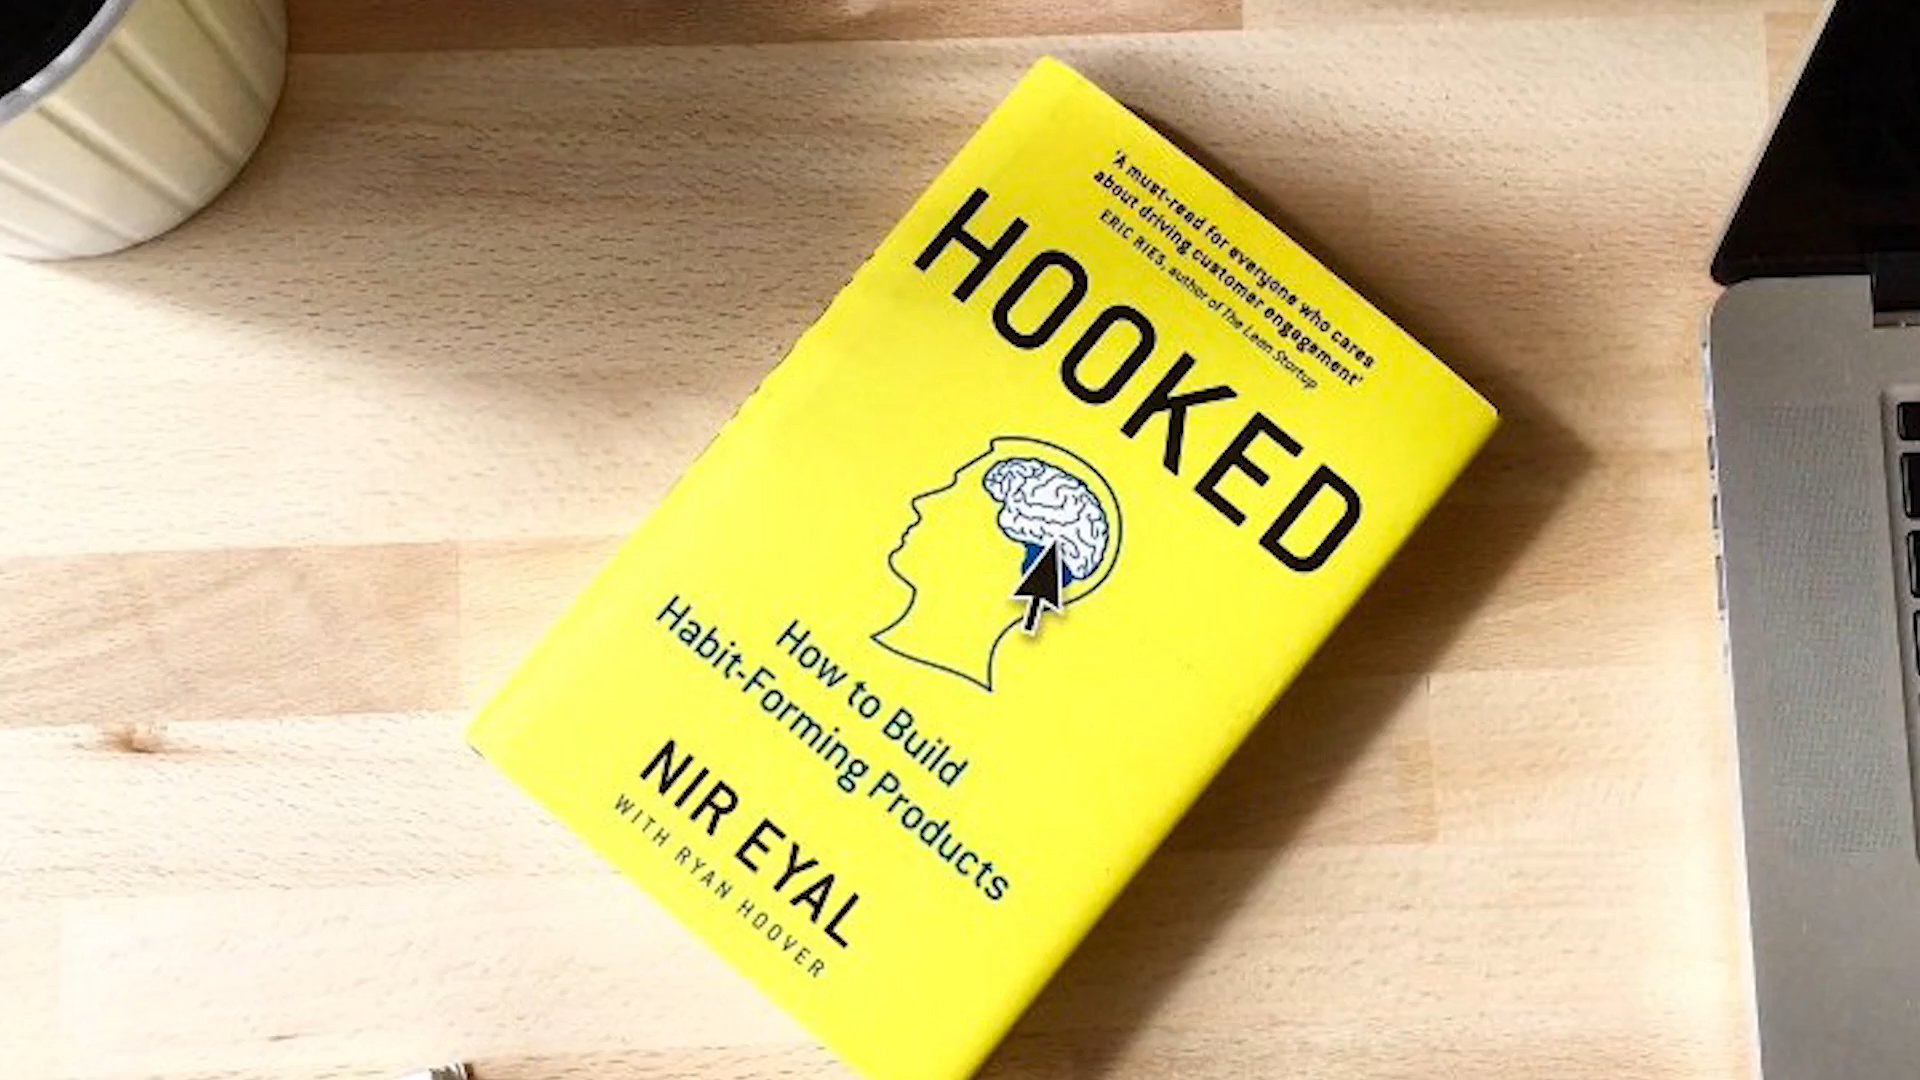 'A must-read for everyone who cares
about driving customer engagement'
ERIC RIES, author of The Lean Startup
HOOKED
How to Build
Habit-Forming Products
NIR EYAL
WITH RYAN HOOVER